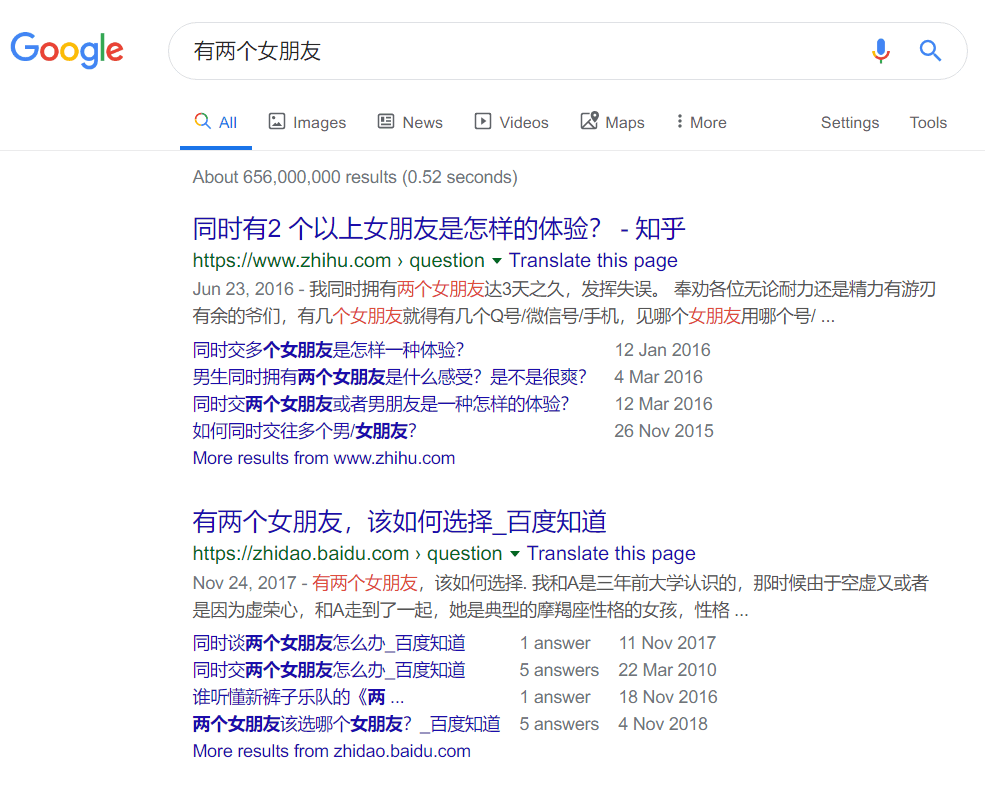 Google
有两个女朋友
All Images News Videos Maps More Settings Tools
About 656,000,000 results (0.52 seconds)
同时有2 个以上女朋友是怎样的体验? - 知乎
https://www.zhihu.com › question Translate this page
Jun 23, 2016 - 我同时拥有两个女朋友达3天之久，发挥失误。 奉劝各位无论耐力还是精力有游刃
有余的爷们，有几个女朋友就得有几个Q号/微信号/手机，见哪个女朋友用哪个号/ ...
同时交多个女朋友是怎样一种体验? 12 Jan 2016
男生同时拥有两个女朋友是什么感受？是不是很爽? 4 Mar 2016
同时交两个女朋友或者男朋友是一种怎样的体验? 12 Mar 2016
如何同时交往多个男/女朋友? 26 Nov 2015
More results from www.zhihu.com
有两个女朋友，该如何选择_百度知道
https://zhidao.baidu.com › question Translate this page
Nov 24, 2017 - 有两个女朋友，该如何选择. 我和A是三年前大学认识的，那时候由于空虚又或者
是因为虚荣心，和A走到了一起，她是典型的摩羯座性格的女孩，性格 ...
同时谈两个女朋友怎么办_百度知道 1 answer 11 Nov 2017
同时交两个女朋友怎么办_百度知道 5 answers 22 Mar 2010
谁听懂新裤子乐队的《两 ... 1 answer 18 Nov 2016
两个女朋友该选哪个女朋友？_百度知道 5 answers 4 Nov 2018
More results from zhidao.baidu.com